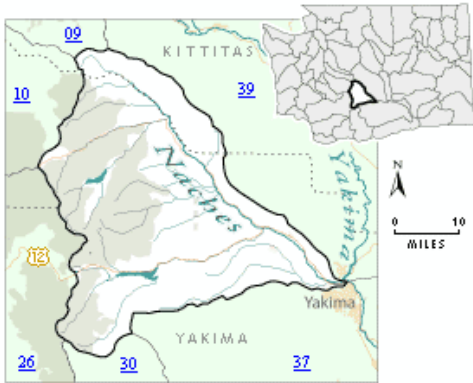 09
KITTITAS
10
39
Naches
Yakima
N
0 10
MILES
12
Yakima
YAKIMA
26
30
37